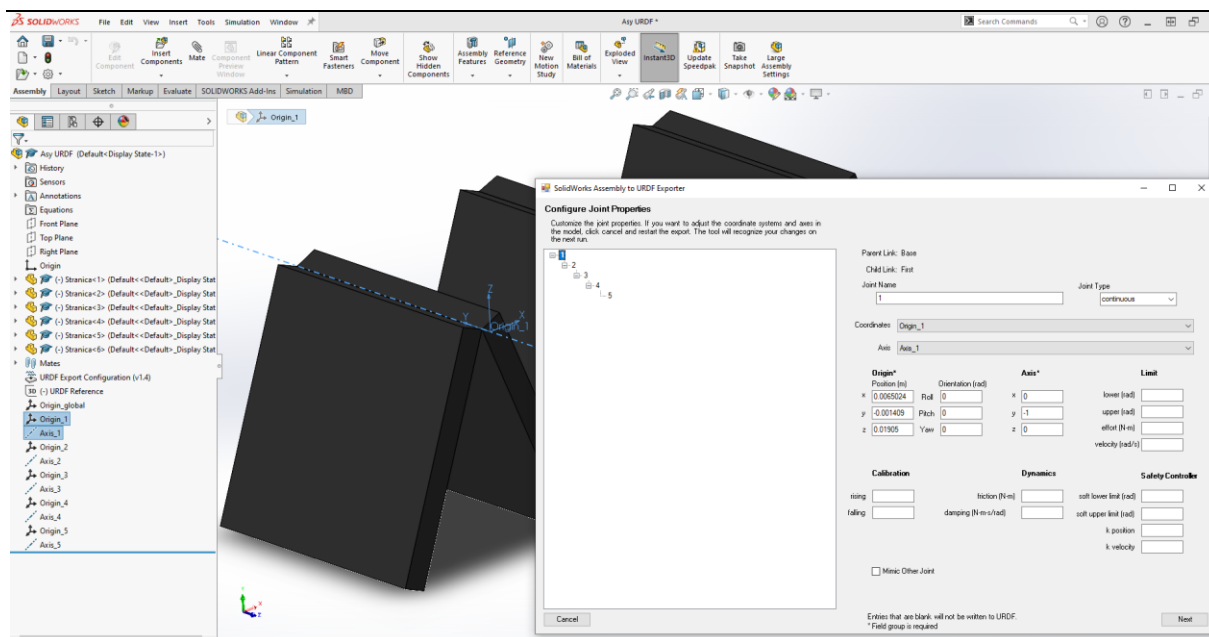 SOLIDWORKS File Edit View Insert Tools Simulation Window Asy URDF * Search Commands
Edit Component
Insert Components
Mate
Component Preview Window
Linear Component Pattern
Smart Fasteners
Move Component
Show Hidden Components
Assembly Features
Reference Geometry
New Motion Study
Bill of Materials
Exploded View
Instant3D
Update Speedpak
Take Snapshot
Large Assembly Settings
Assembly Layout Sketch Markup Evaluate SOLIDWORKS Add-Ins Simulation MBD
Origin_1
Asy URDF (Default<Display State-1>)
History
Sensors
Annotations
Equations
Front Plane
Top Plane
Right Plane
Origin
(-) Stranica<1> (Default<<Default>_Display Stat
(-) Stranica<2> (Default<<Default>_Display Stat
(-) Stranica<3> (Default<<Default>_Display Stat
(-) Stranica<4> (Default<<Default>_Display Stat
(-) Stranica<5> (Default<<Default>_Display Stat
(-) Stranica<6> (Default<<Default>_Display Stat
Mates
URDF Export Configuration (v1.4)
3D (-) URDF Reference
Origin_global
Origin_1
Axis_1
Origin_2
Axis_2
Origin_3
Axis_3
Origin_4
Axis_4
Origin_5
Axis_5
Z
Y X
Origin_1
Y
X
Z
SolidWorks Assembly to URDF Exporter
Configure Joint Properties
Customize the joint properties. If you want to adjust the coordinate systems and axes in
the model, click cancel and restart the export. The tool will recognize your changes on
the next run.
1
2
3
4
5
Parent Link: Base
Child Link: First
Joint Name Joint Type
1 continuous
Coordinates Origin_1
Axis Axis_1
Origin* Axis* Limit
Position (m) Orientation (rad)
x 0.0065024 Roll 0 x 0 lower (rad)
y -0.001409 Pitch 0 y -1 upper (rad)
z 0.01905 Yaw 0 z 0 effort (N-m)
velocity (rad/s)
Calibration Dynamics Safety Controller
rising friction (N-m) soft lower limit (rad)
falling damping (N-m-s/rad) soft upper limit (rad)
k position
k velocity
Mimic Other Joint
Entries that are blank will not be written to URDF.
* Field group is required
Cancel Next